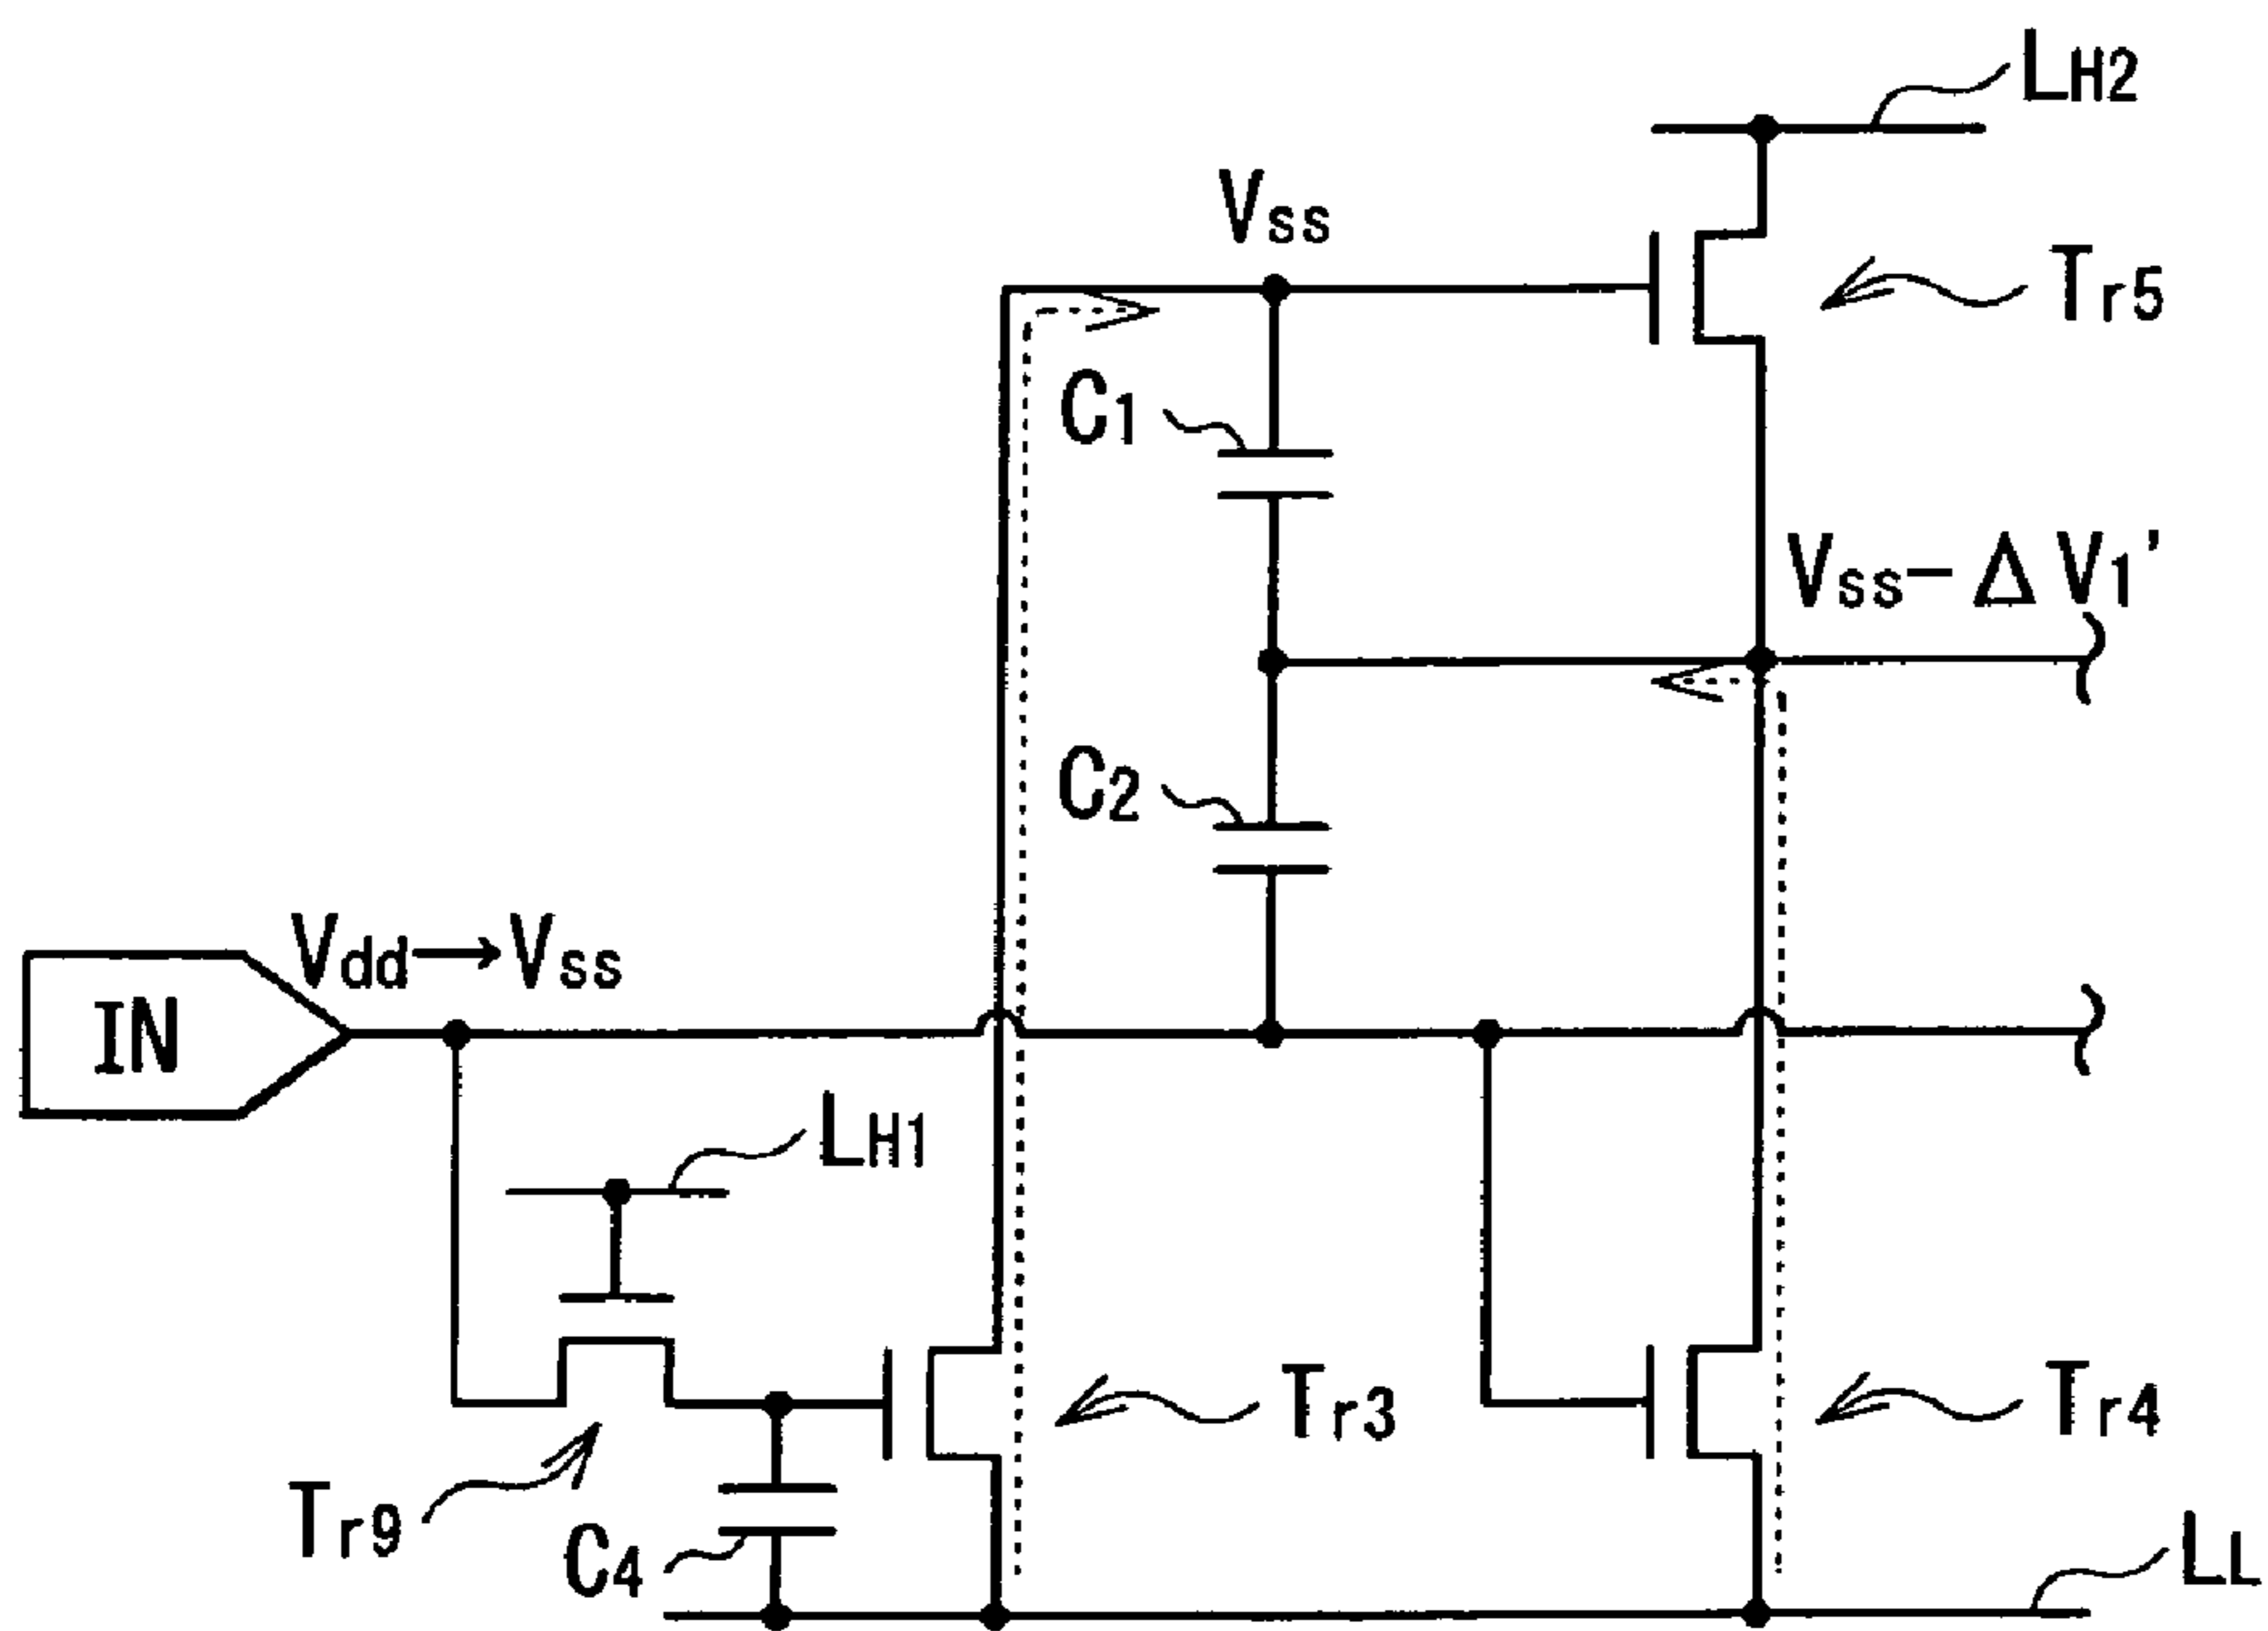 LH2
Vss
Tr5
C1
Vss-ΔV1'
C2
Vdd→Vss
IN
LH1
Tr3
Tr4
Tr9
C4
LL